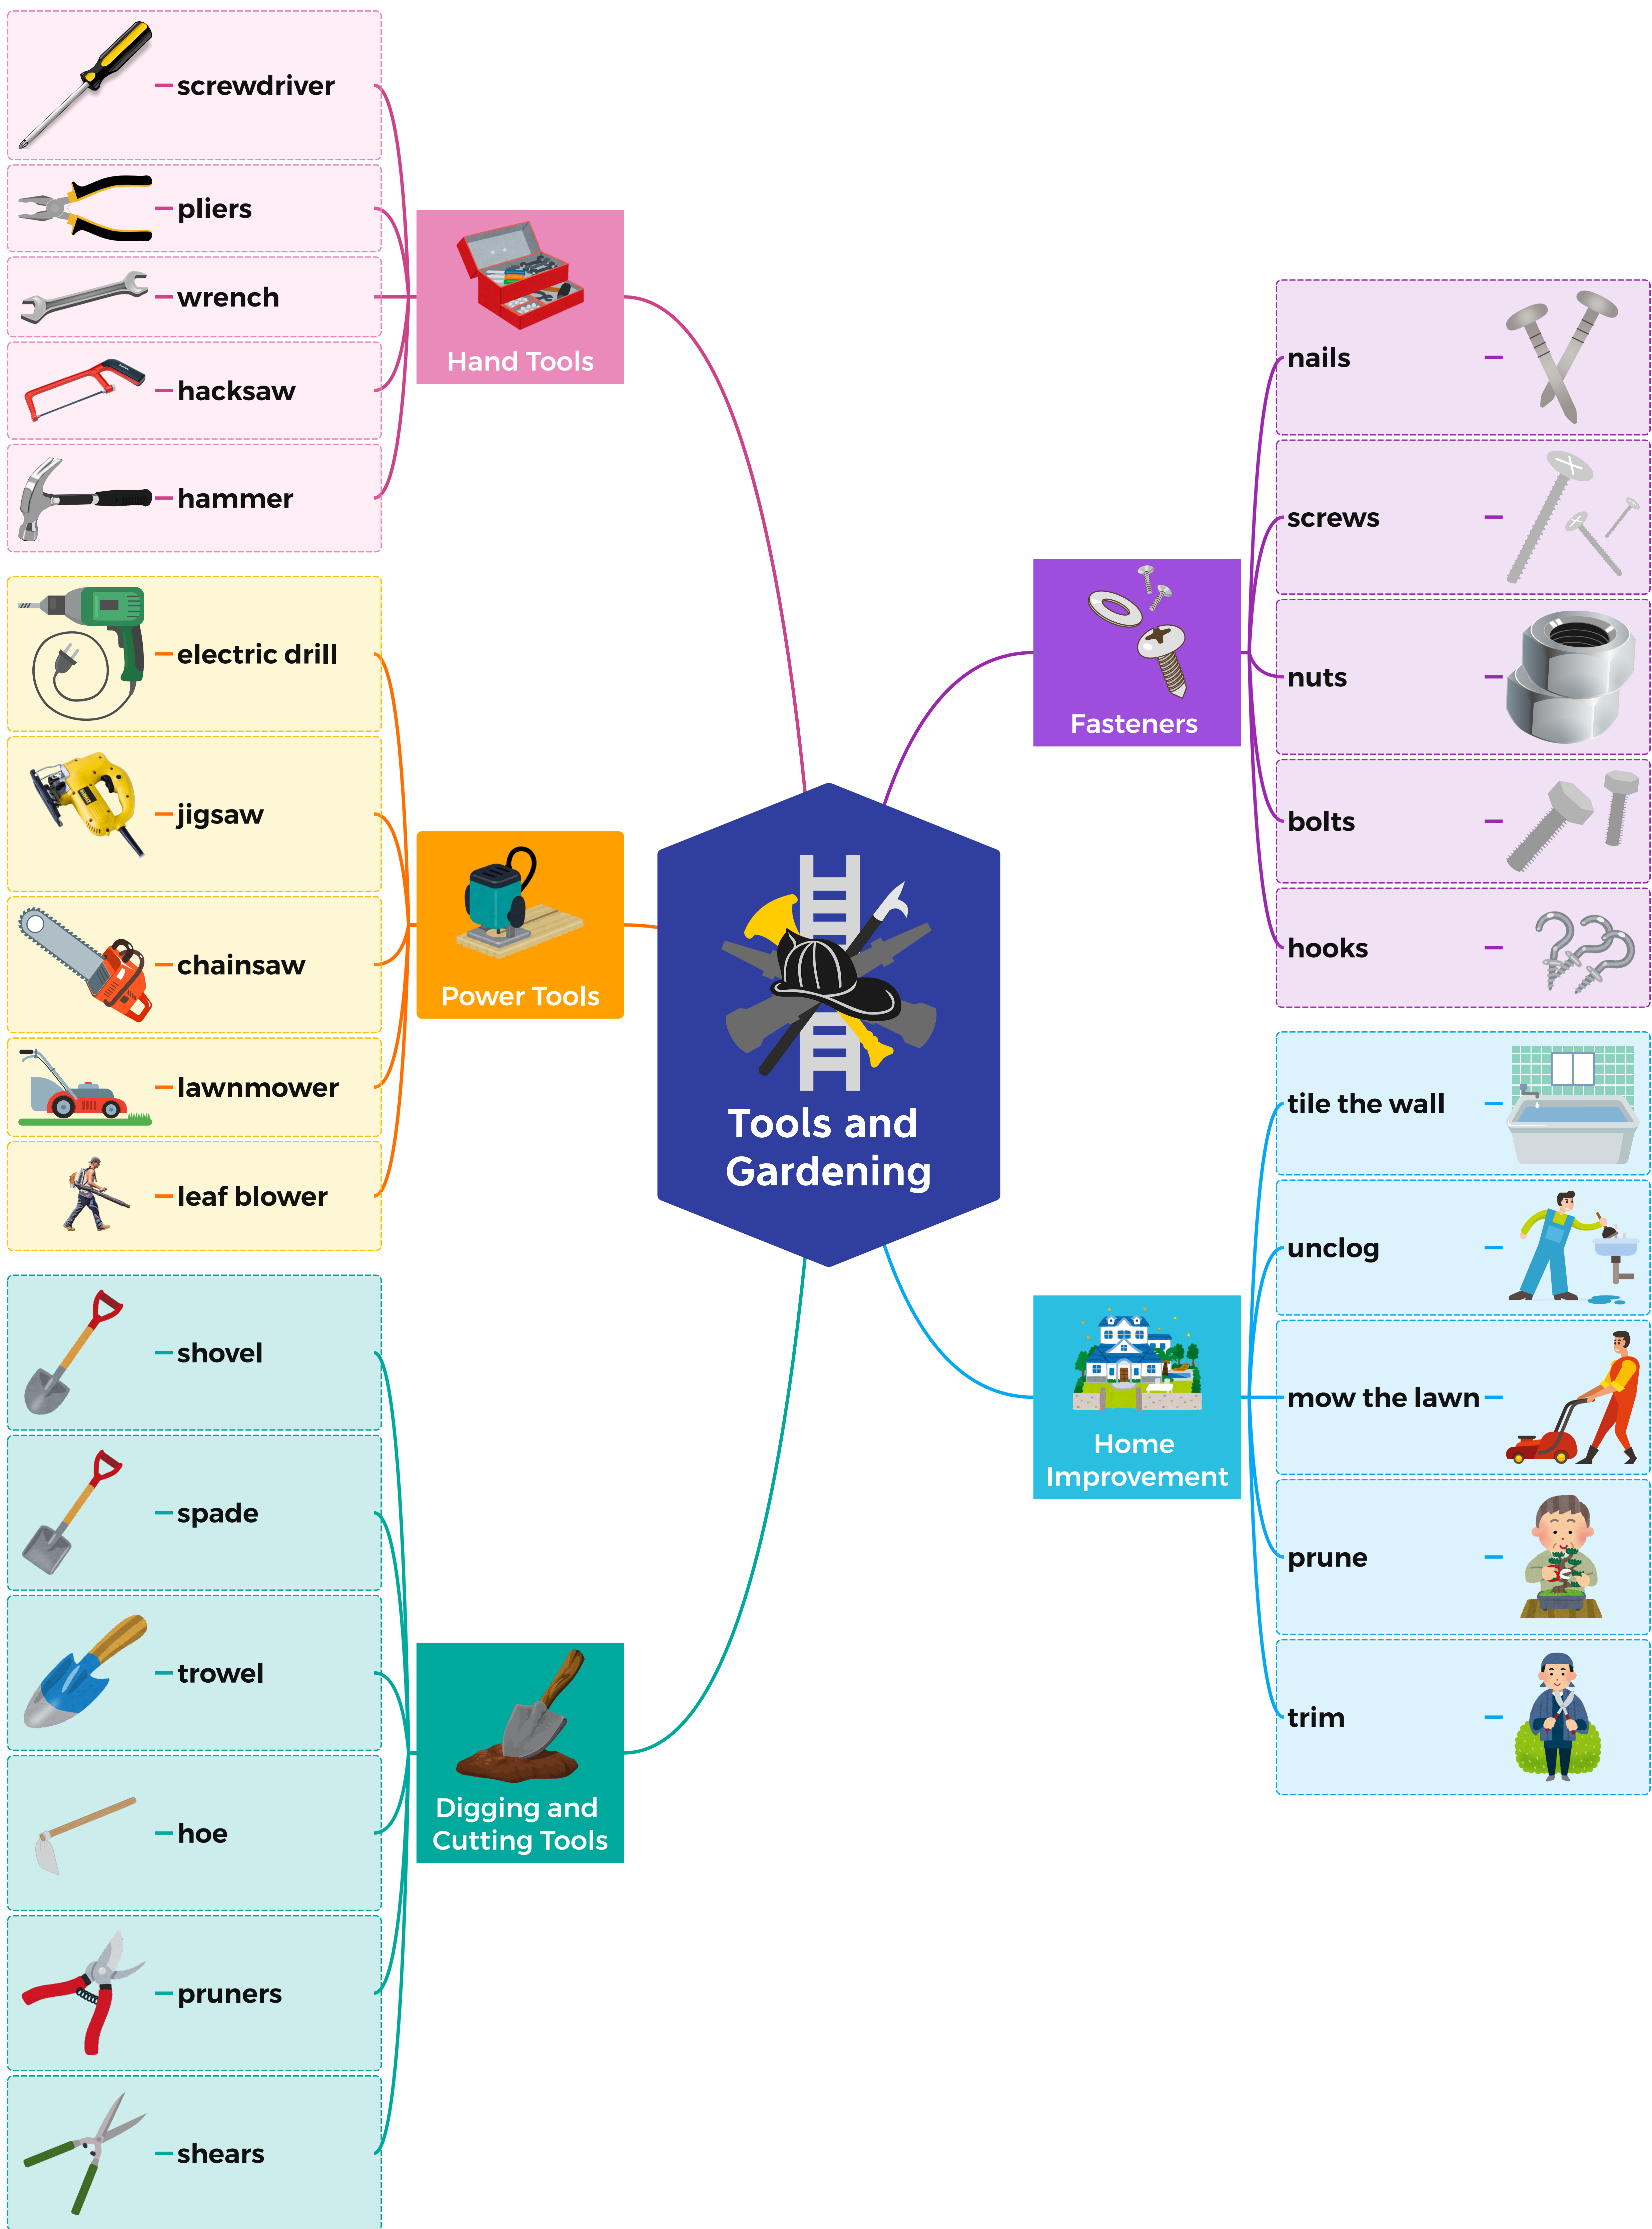 screwdriver
pliers
wrench
hacksaw
hammer
Hand Tools
electric drill
jigsaw
chainsaw
lawnmower
leaf blower
Power Tools
shovel
spade
trowel
hoe
pruners
shears
Digging and
Cutting Tools
Tools and
Gardening
Fasteners
nails
screws
nuts
bolts
hooks
Home
Improvement
tile the wall
unclog
mow the lawn
prune
trim